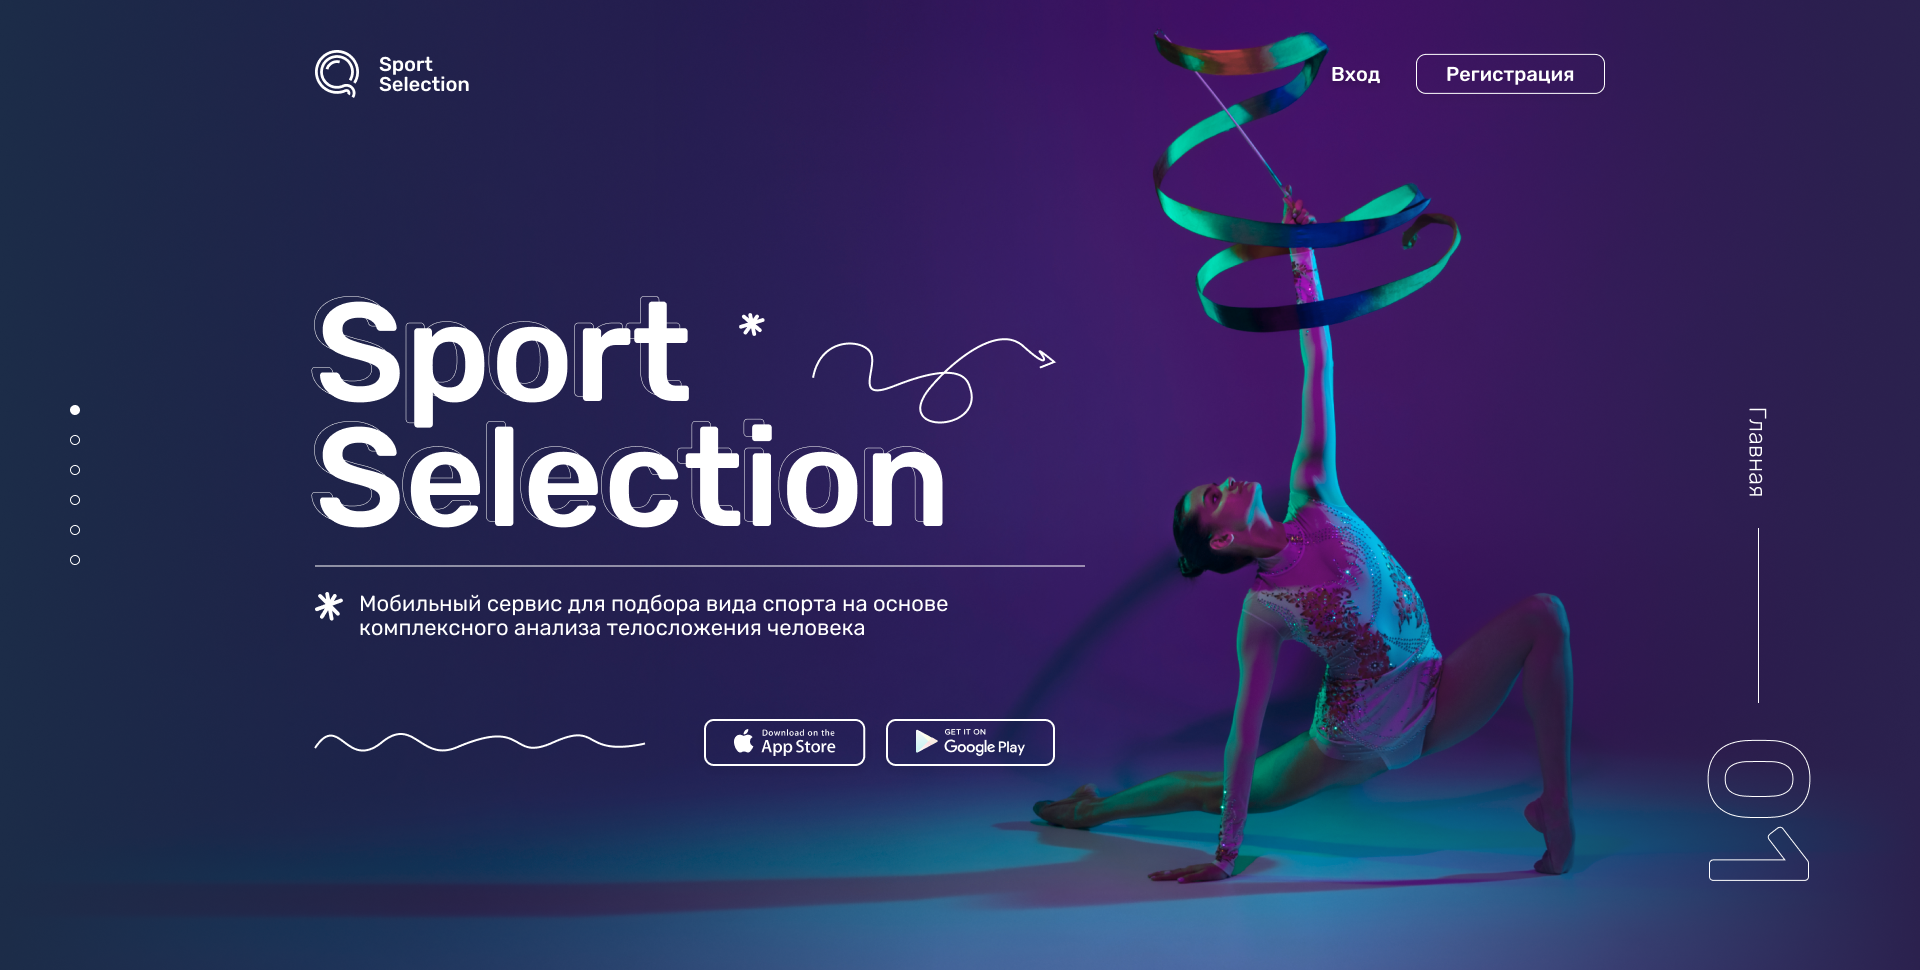 Sport
Selection
Вход
Регистрация
Sport
Selection
Мобильный сервис для подбора вида спорта на основе
комплексного анализа телосложения человека
Download on the
App Store
GET IT ON
Google Play
Главная
01